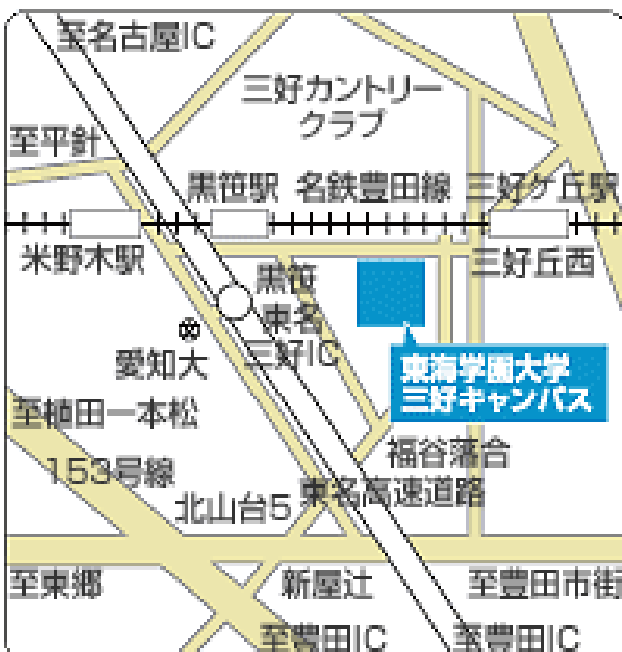 至名古屋IC
三好カントリー
クラブ
至平針
黒笹駅
名鉄豊田線
三好ケ丘駅
米野木駅
三好丘西
黒笹
東名
三好IC
愛知大
東海学園大学
三好キャンパス
至植田一本松
153号線
福谷落合
東名高速道路
北山台5
至東郷
新屋辻
至豊田市街
至豊田IC
至豊田IC